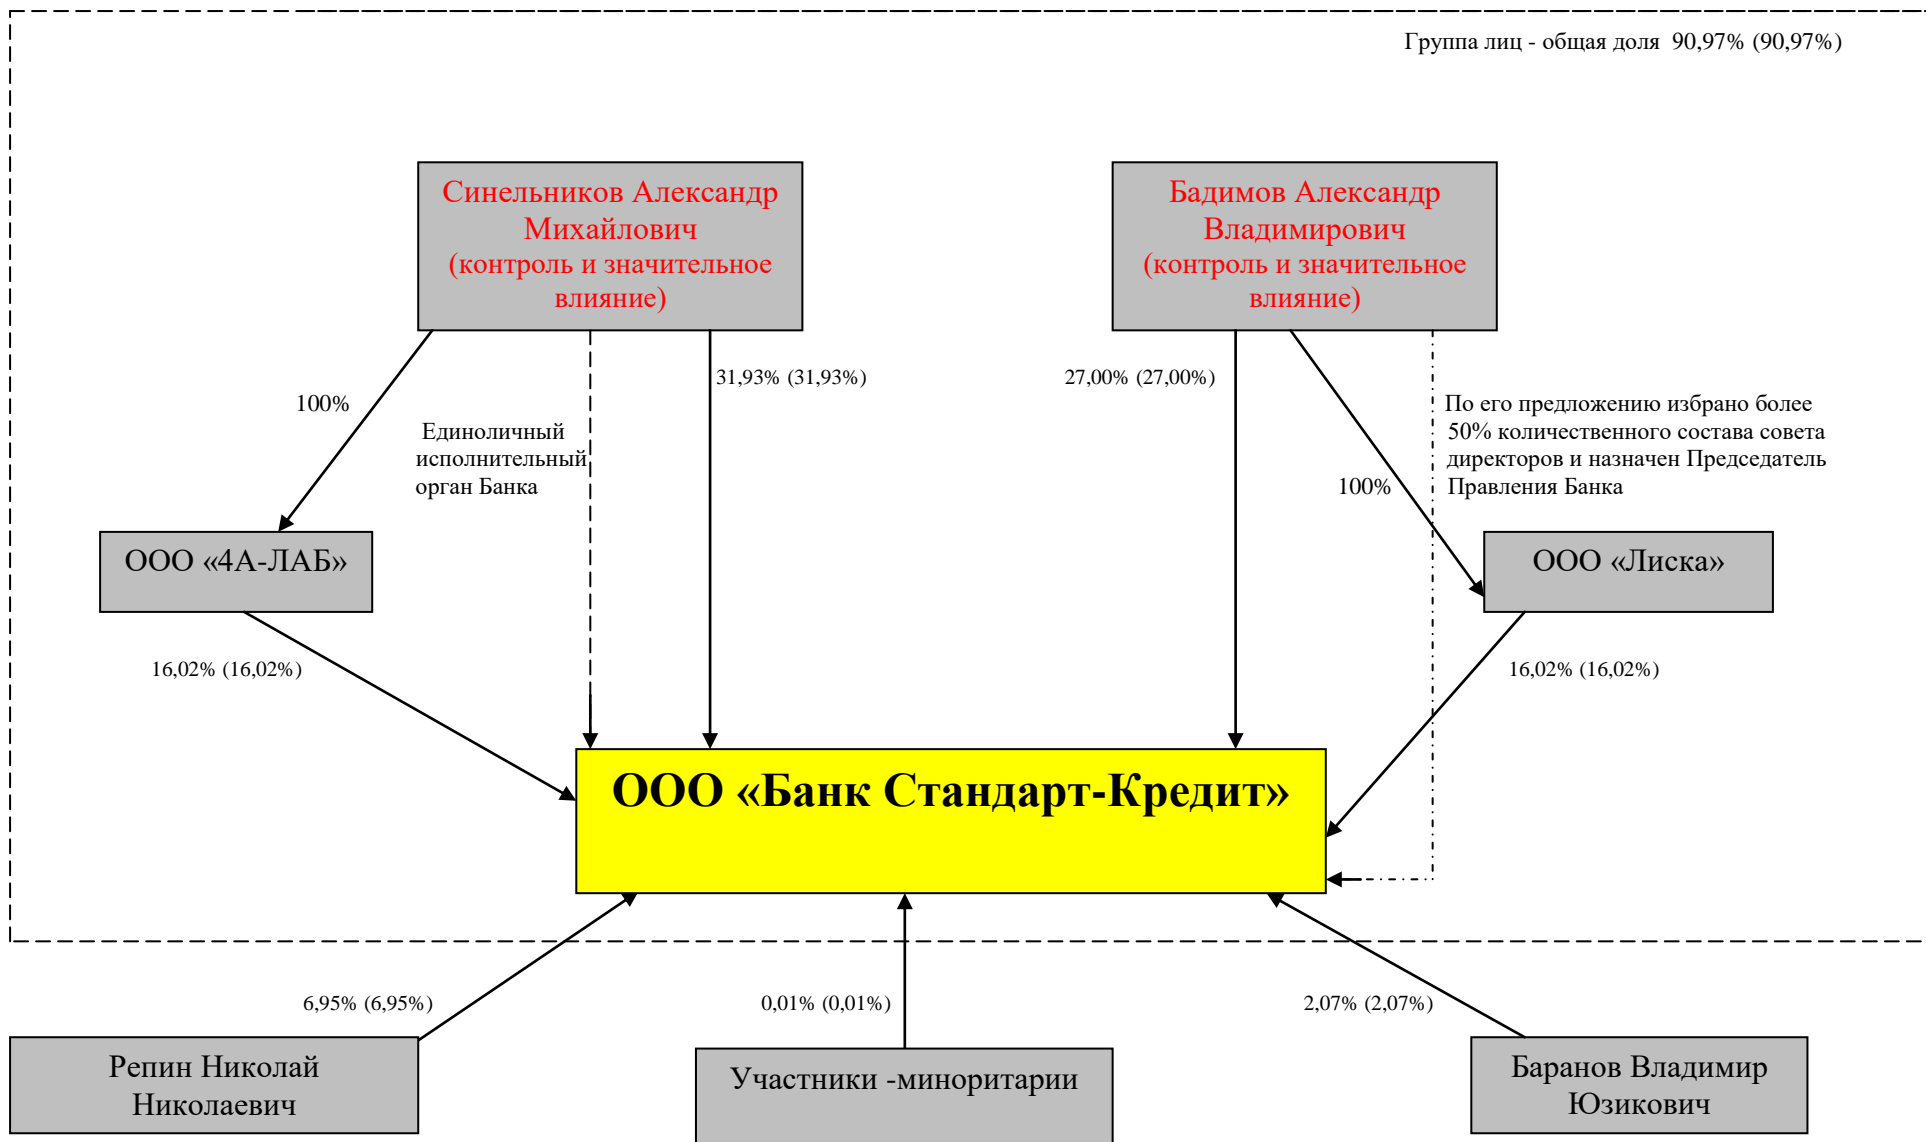 Группа лиц - общая доля 90,97% (90,97%)
Синельников Александр
Михайлович
(контроль и значительное
влияние)
Бадимов Александр
Владимирович
(контроль и значительное
влияние)
31,93% (31,93%)
27,00% (27,00%)
100%
Единоличный
исполнительный
орган Банка
По его предложению избрано более
50% количественного состава совета
директоров и назначен Председатель
Правления Банка
100%
ООО «4А-ЛАБ»
ООО «Лиска»
16,02% (16,02%)
16,02% (16,02%)
ООО «Банк Стандарт-Кредит»
6,95% (6,95%)
0,01% (0,01%)
2,07% (2,07%)
Репин Николай
Николаевич
Участники -миноритарии
Баранов Владимир
Юзикович